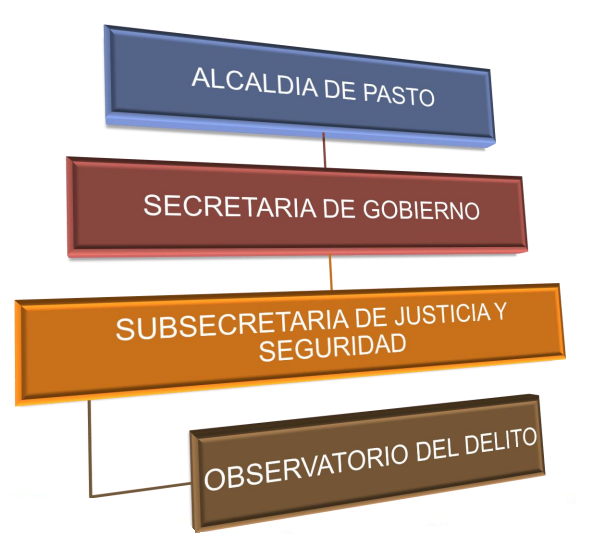 ALCALDIA DE PASTO
SECRETARIA DE GOBIERNO
SUBSECRETARIA DE JUSTICIA Y
SEGURIDAD
OBSERVATORIO DEL DELITO